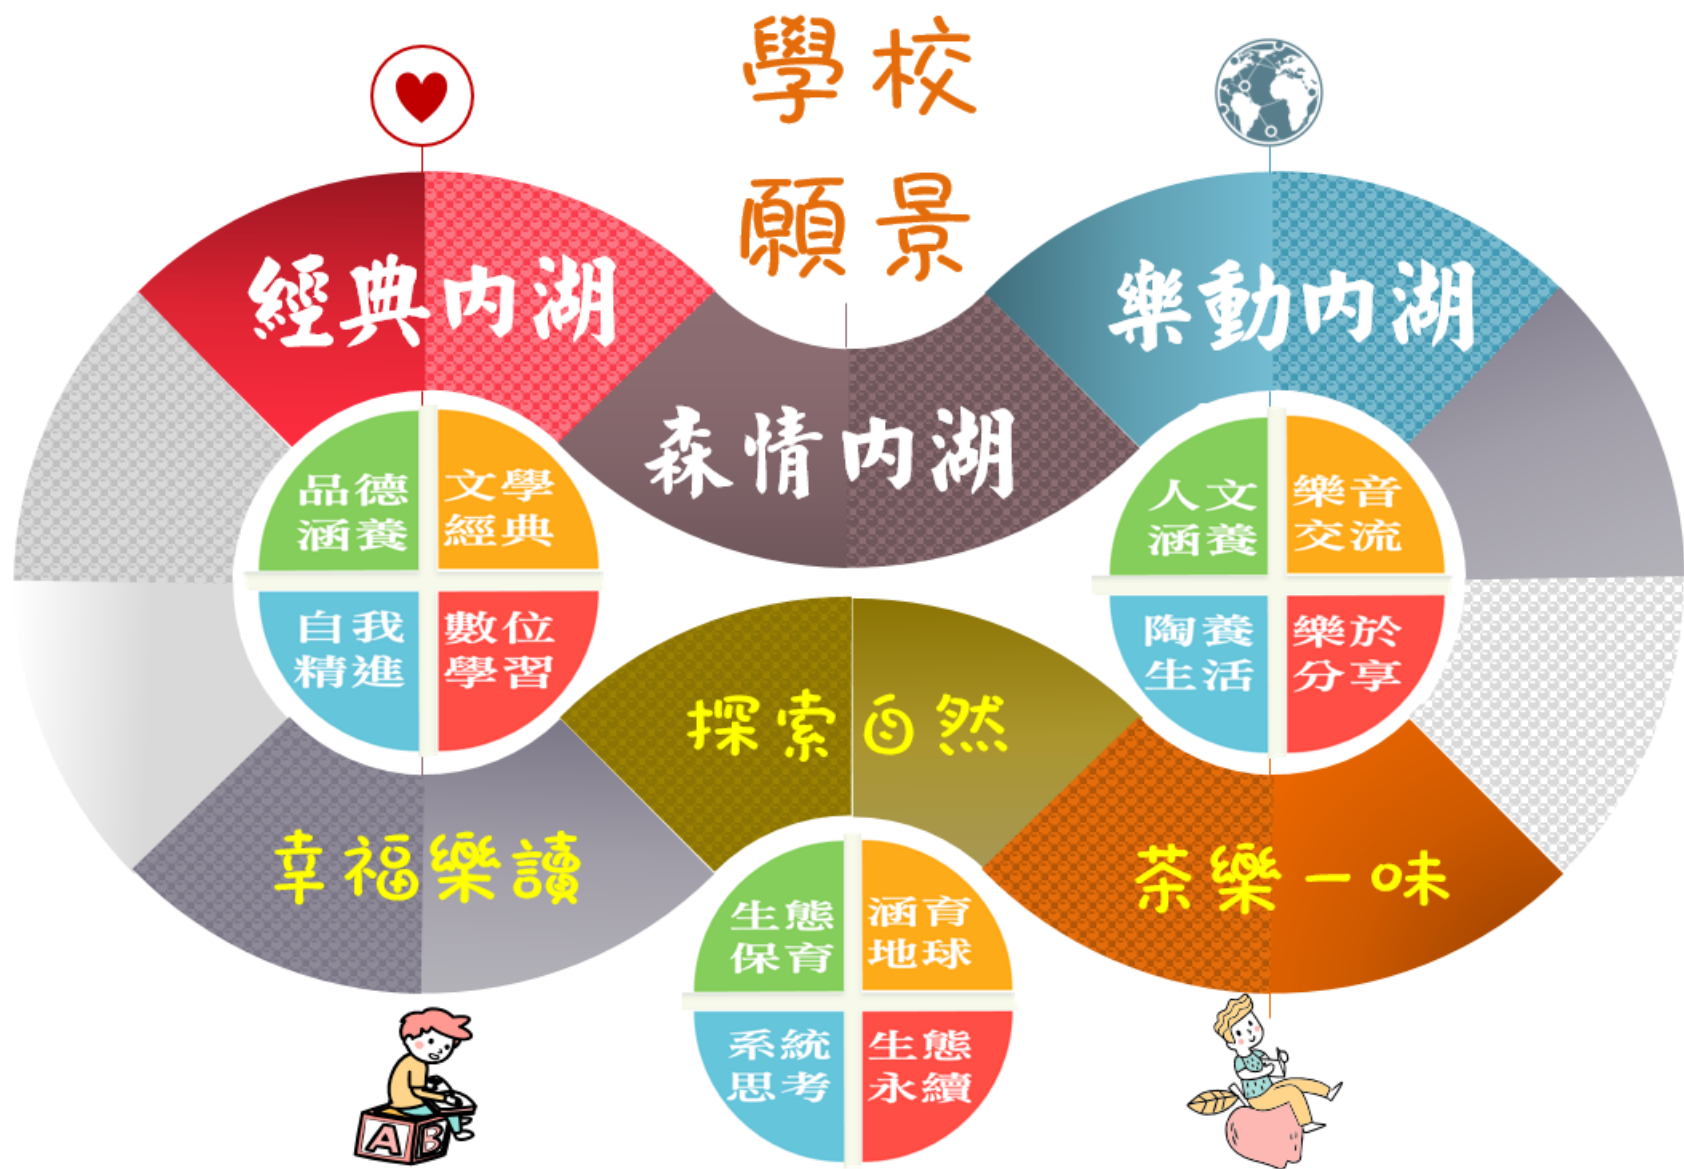 學校
願景
經典內湖
森情內湖
樂動內湖
品德
涵養
文學
經典
自我
精進
數位
學習
人文
涵養
樂音
交流
陶養
生活
樂於
分享
幸福樂讀
探索自然
茶樂一味
生態
保育
涵育
地球
系統
思考
生態
永續
A B